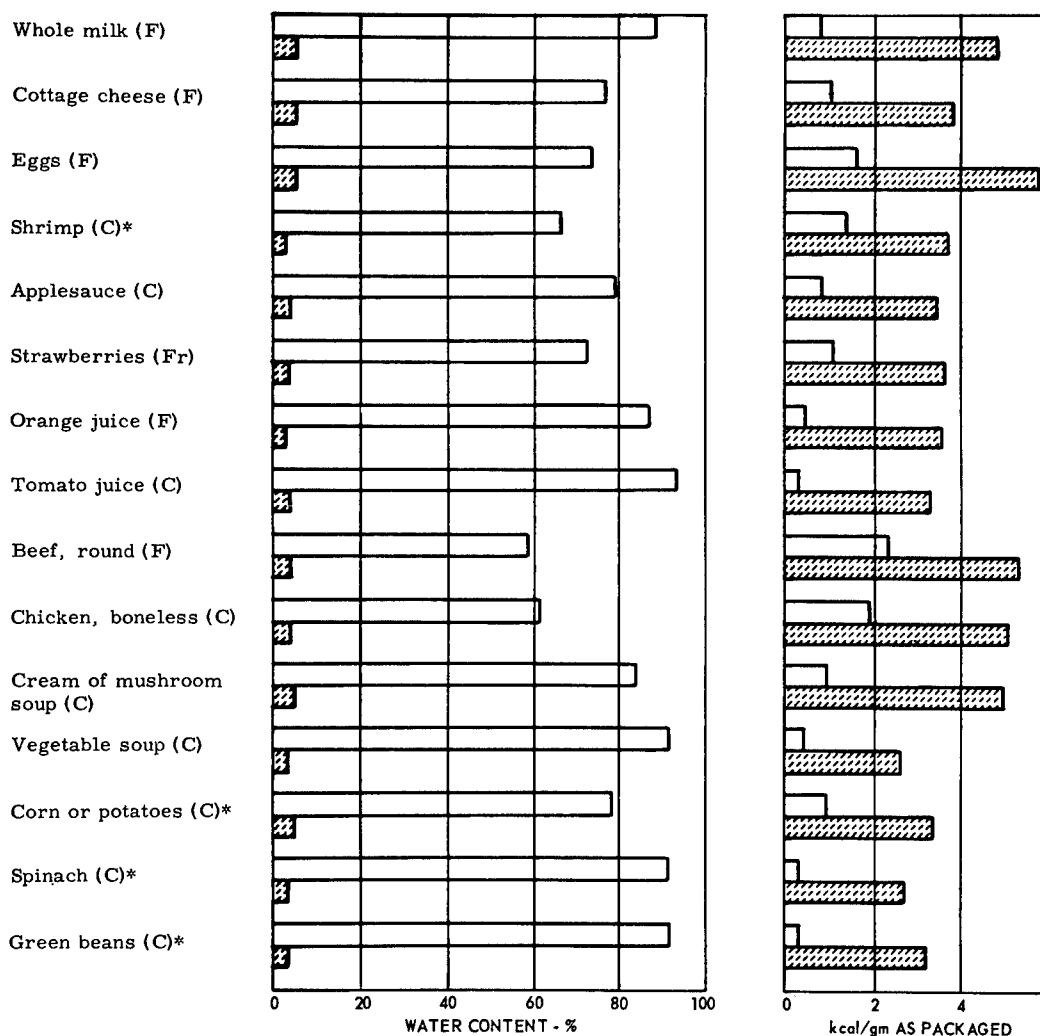 Whole milk (F)
Cottage cheese (F)
Eggs (F)
Shrimp (C)*
Applesauce (C)
Strawberries (Fr)
Orange juice (F)
Tomato juice (C)
Beef, round (F)
Chicken, boneless (C)
Cream of mushroom
soup (C)
Vegetable soup (C)
Corn or potatoes (C)*
Spinach (C)*
Green beans (C)*
0 20 40 60 80 100
WATER CONTENT - %
0 2 4
kcal/gm AS PACKAGED